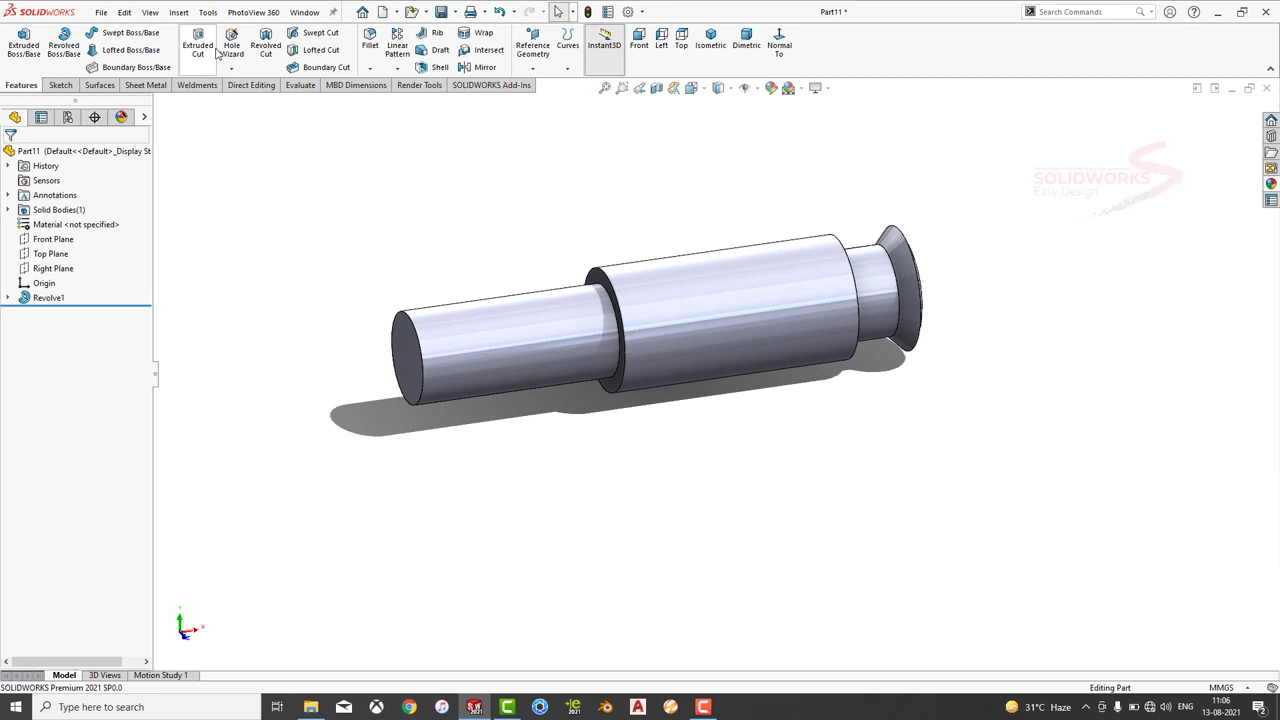 SOLIDWORKS
File Edit View Insert Tools PhotoView 360 Window
Part11 *
Search Commands
Extruded Boss/Base
Revolved Boss/Base
Swept Boss/Base
Lofted Boss/Base
Boundary Boss/Base
Extruded Cut
Hole Wizard
Revolved Cut
Swept Cut
Lofted Cut
Boundary Cut
Fillet
Linear Pattern
Rib
Draft
Shell
Wrap
Intersect
Mirror
Reference Geometry
Curves
Instant3D
Front
Left
Top
Isometric
Dimetric
Normal To
Features Sketch Surfaces Sheet Metal Weldments Direct Editing Evaluate MBD Dimensions Render Tools SOLIDWORKS Add-Ins
Part11 (Default<<Default>_Display St
History
Sensors
Annotations
Solid Bodies(1)
Material <not specified>
Front Plane
Top Plane
Right Plane
Origin
Revolve1
SOLIDWORKS
Easy Design
Y
X
Model 3D Views Motion Study 1
SOLIDWORKS Premium 2021 SP0.0
Editing Part
MMGS
Type here to search
31°C Haze
ENG
11:06
13-08-2021